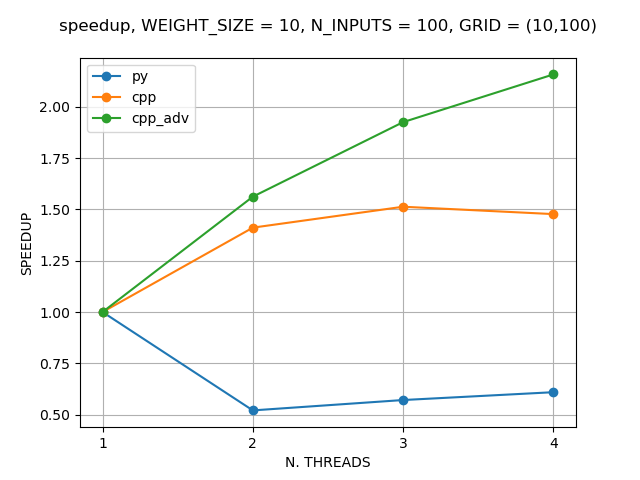 speedup, WEIGHT_SIZE = 10, N_INPUTS = 100, GRID = (10,100)
py
cpp
cpp_adv
2.00
1.75
1.50
1.25
1.00
0.75
0.50
SPEEDUP
1 2 3 4
N. THREADS